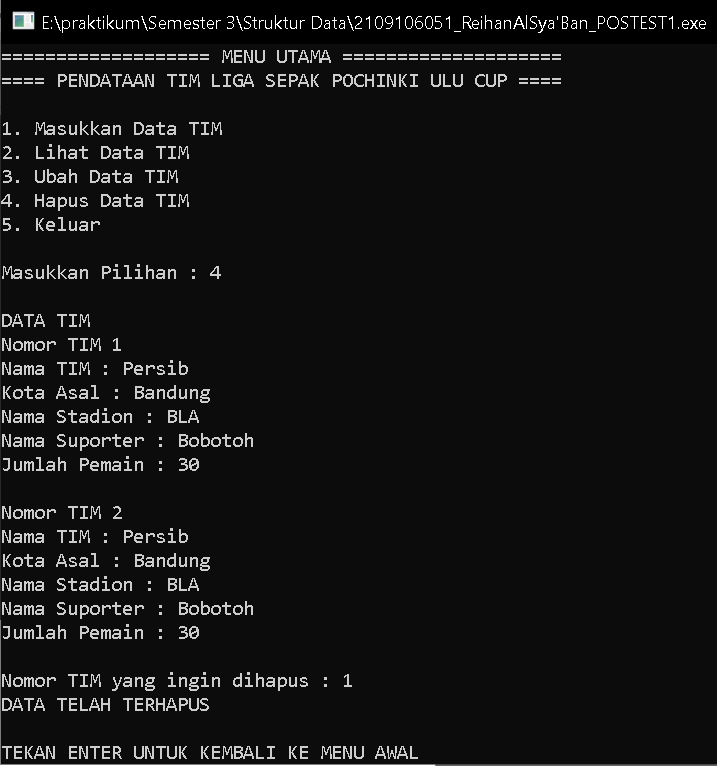 E:\praktikum\Semester 3\Struktur Data\2109106051_ReihanAlSya'Ban_POSTEST1.exe
=================== MENU UTAMA ====================
==== PENDATAAN TIM LIGA SEPAK POCHINKI ULU CUP ====
1. Masukkan Data TIM
2. Lihat Data TIM
3. Ubah Data TIM
4. Hapus Data TIM
5. Keluar
Masukkan Pilihan : 4
DATA TIM
Nomor TIM 1
Nama TIM : Persib
Kota Asal : Bandung
Nama Stadion : BLA
Nama Suporter : Bobotoh
Jumlah Pemain : 30
Nomor TIM 2
Nama TIM : Persib
Kota Asal : Bandung
Nama Stadion : BLA
Nama Suporter : Bobotoh
Jumlah Pemain : 30
Nomor TIM yang ingin dihapus : 1
DATA TELAH TERHAPUS
TEKAN ENTER UNTUK KEMBALI KE MENU AWAL